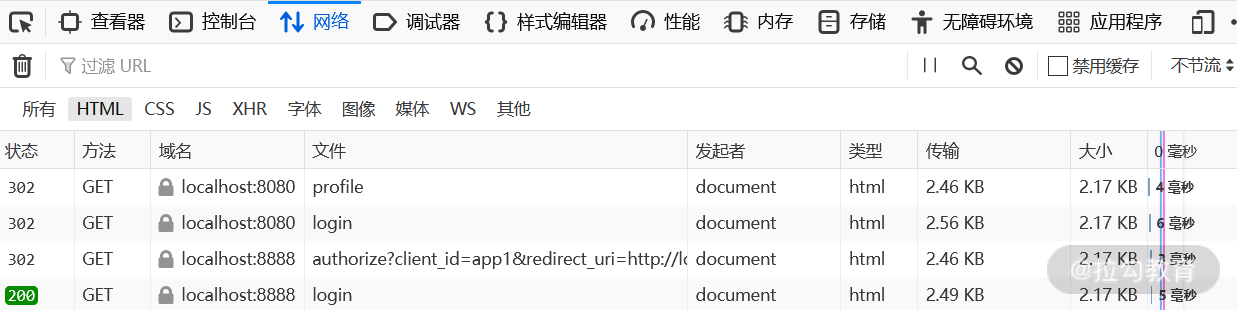 查看器 控制台 网络 调试器 样式编辑器 性能 内存 存储 无障碍环境 应用程序
过滤 URL 禁用缓存 不节流
所有 HTML CSS JS XHR 字体 图像 媒体 WS 其他
状态 方法 域名 文件 发起者 类型 传输 大小 0 毫秒
302 GET localhost:8080 profile document html 2.46 KB 2.17 KB 4 毫秒
302 GET localhost:8080 login document html 2.56 KB 2.17 KB 6 毫秒
302 GET localhost:8888 authorize?client_id=app1&redirect_uri=http://lo document html 2.46 KB 2.17 KB 3 毫秒
@拉勾教育
200 GET localhost:8888 login document html 2.49 KB 2.17 KB 5 毫秒